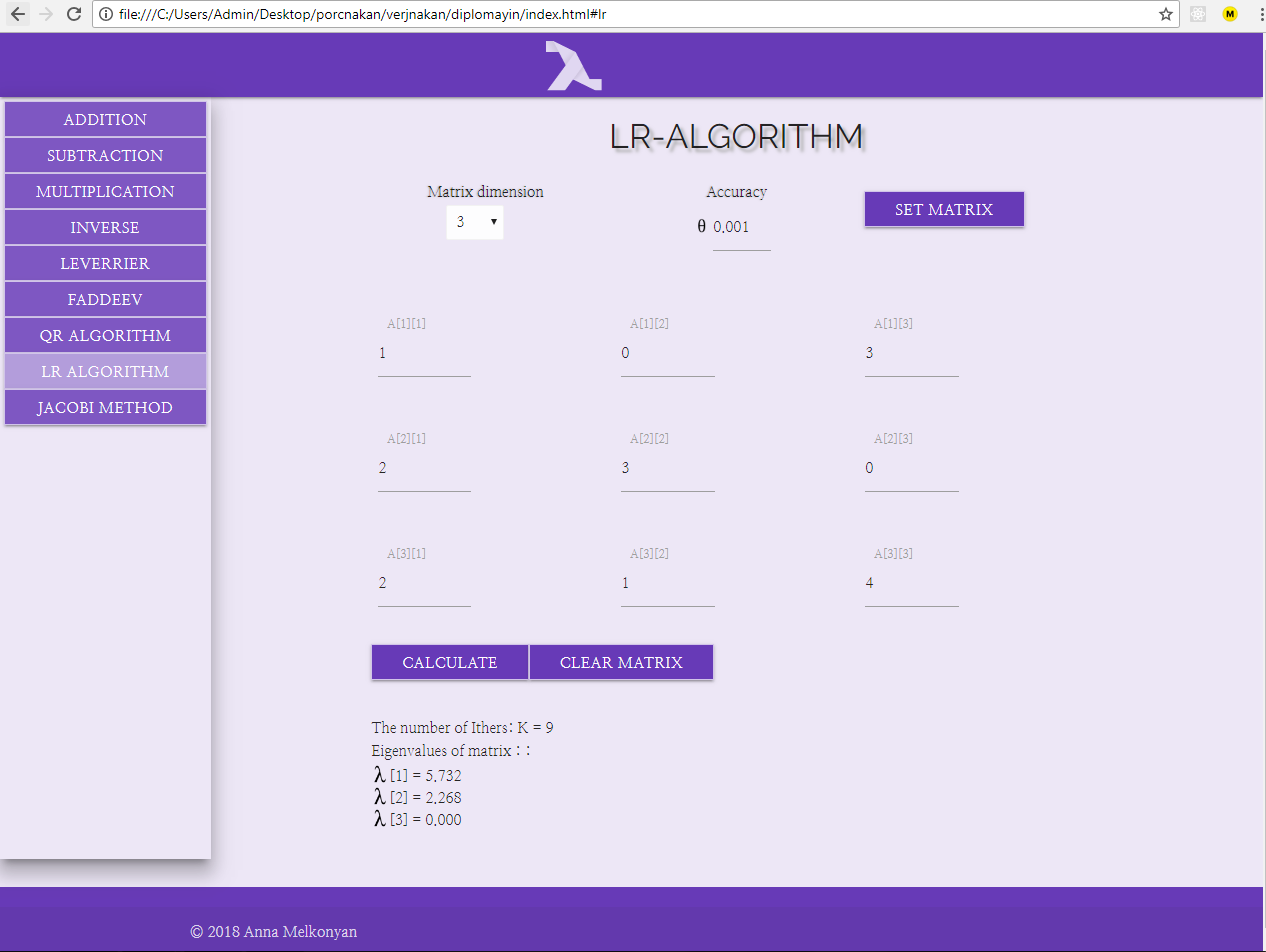 file:///C:/Users/Admin/Desktop/porcnakan/verjnakan/diplomayin/index.html#lr
M
λ
ADDITION
SUBTRACTION
MULTIPLICATION
INVERSE
LEVERRIER
FADDEEV
QR ALGORITHM
LR ALGORITHM
JACOBI METHOD
LR-ALGORITHM
Matrix dimension
3
Accuracy
θ 0.001
SET MATRIX
A[1][1] A[1][2] A[1][3]
1 0 3
A[2][1] A[2][2] A[2][3]
2 3 0
A[3][1] A[3][2] A[3][3]
2 1 4
CALCULATE CLEAR MATRIX
The number of Ithers: K = 9
Eigenvalues of matrix : :
λ [1] = 5.732
λ [2] = 2.268
λ [3] = 0.000
© 2018 Anna Melkonyan